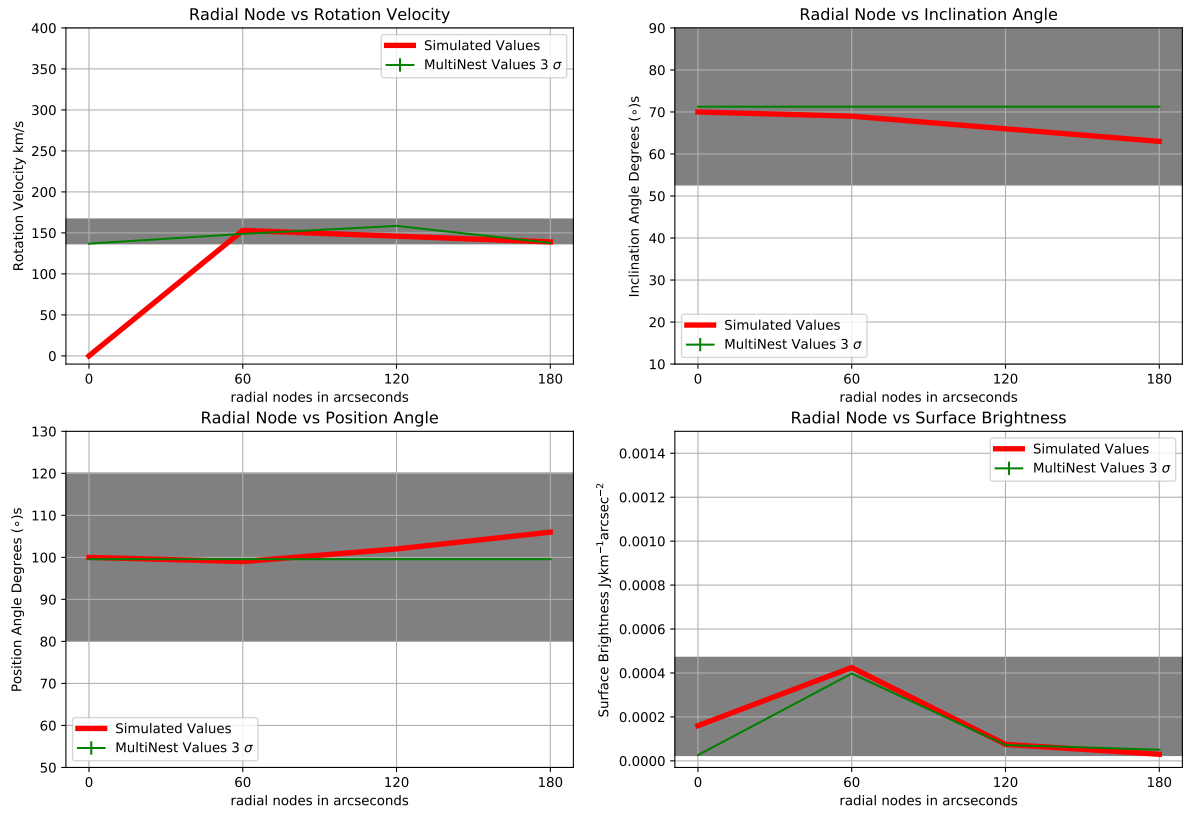 Radial Node vs Rotation Velocity
400
350
300
250
200
150
100
50
0
Rotation Velocity km/s
Simulated Values
MultiNest Values 3 σ
0 60 120 180
radial nodes in arcseconds
Radial Node vs Inclination Angle
90
80
70
60
50
40
30
20
10
Inclination Angle Degrees (∘)s
Simulated Values
MultiNest Values 3 σ
0 60 120 180
radial nodes in arcseconds
Radial Node vs Position Angle
130
120
110
100
90
80
70
60
50
Position Angle Degrees (∘)s
Simulated Values
MultiNest Values 3 σ
0 60 120 180
radial nodes in arcseconds
Radial Node vs Surface Brightness
0.0014
0.0012
0.0010
0.0008
0.0006
0.0004
0.0002
0.0000
Surface Brightness Jykm⁻¹arcsec⁻²
Simulated Values
MultiNest Values 3 σ
0 60 120 180
radial nodes in arcseconds